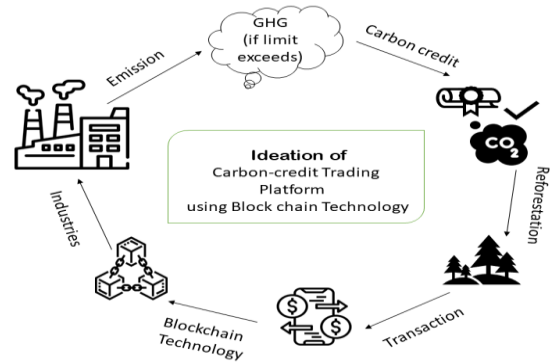 GHG
(if limit
exceeds)
Carbon credit
Emission
CO2
Ideation of
Carbon-credit Trading
Platform
using Block chain Technology
Reforestation
Industries
$
$
Transaction
Blockchain
Technology